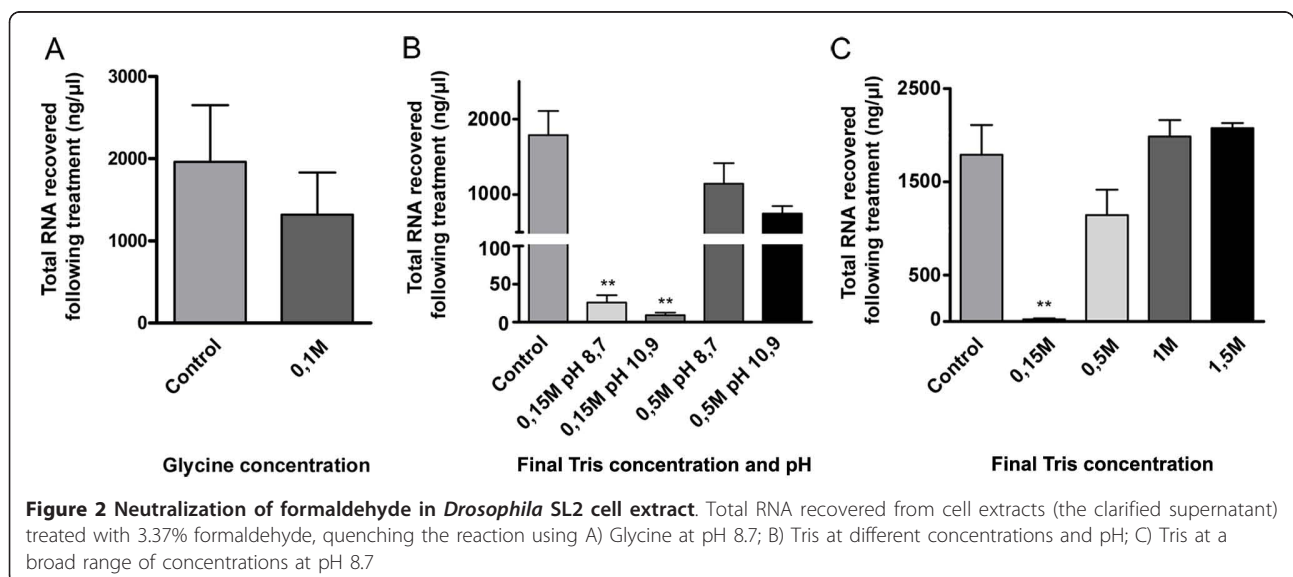 A
Total RNA recovered
following treatment (ng/µl)
3000
2000
1000
0
Control
0,1M
Glycine concentration
B
Total RNA recovered
following treatment (ng/µl)
2000
1000
100
50
0
**
**
Control
0,15M pH 8,7
0,15M pH 10,9
0,5M pH 8,7
0,5M pH 10,9
Final Tris concentration and pH
C
Total RNA recovered
following treatment (ng/µl)
2500
1500
500
0
**
Control
0,15M
0,5M
1M
1,5M
Final Tris concentration
Figure 2 Neutralization of formaldehyde in Drosophila SL2 cell extract. Total RNA recovered from cell extracts (the clarified supernatant)
treated with 3.37% formaldehyde, quenching the reaction using A) Glycine at pH 8.7; B) Tris at different concentrations and pH; C) Tris at a
broad range of concentrations at pH 8.7